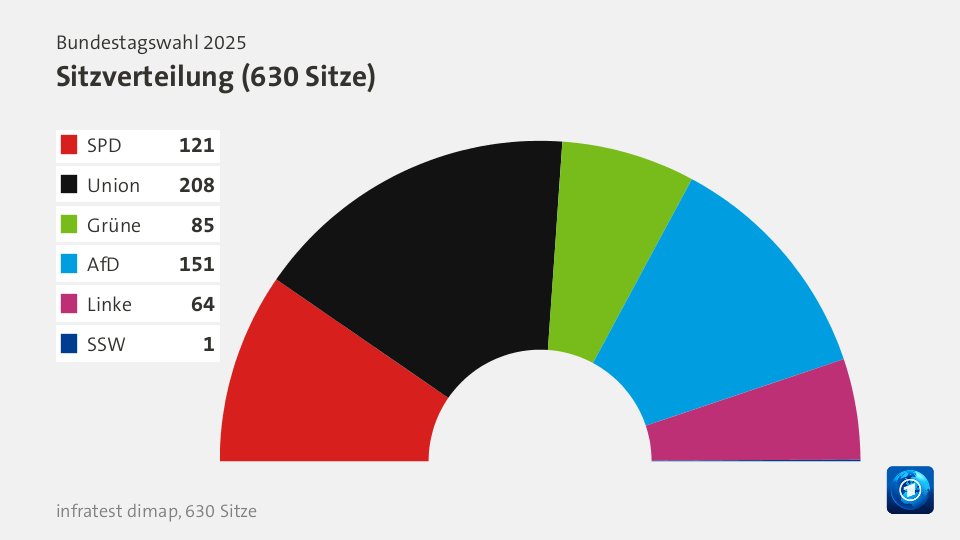 Bundestagswahl 2025
Sitzverteilung (630 Sitze)
SPD 121
Union 208
Grüne 85
AfD 151
Linke 64
SSW 1
infratest dimap, 630 Sitze
1